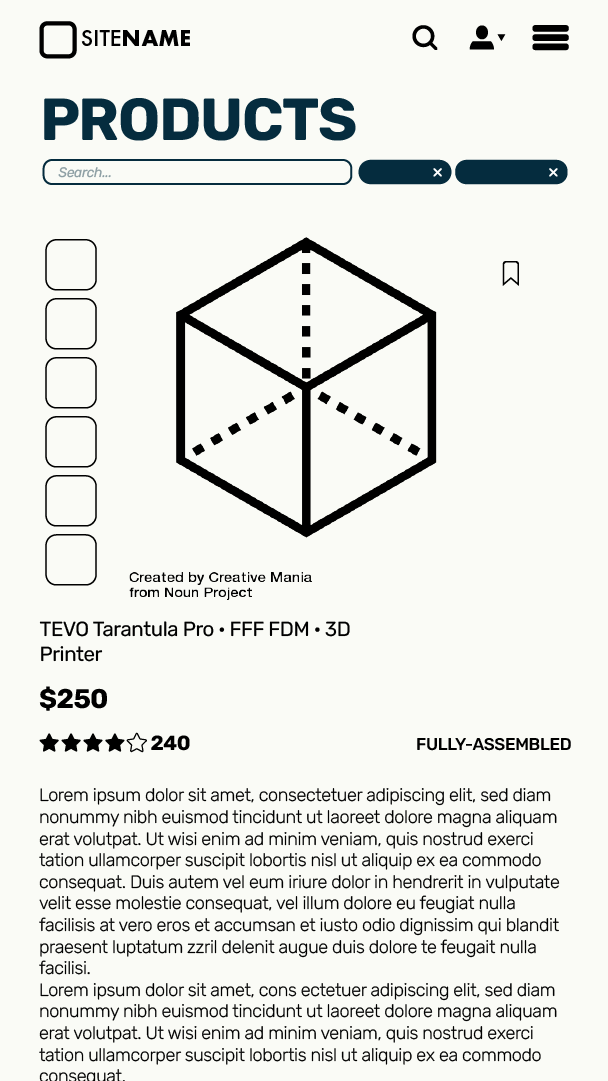 SITENAME
PRODUCTS
Search...
Created by Creative Mania
from Noun Project
TEVO Tarantula Pro • FFF FDM • 3D
Printer
$250
240
FULLY-ASSEMBLED
Lorem ipsum dolor sit amet, consectetuer adipiscing elit, sed diam
nonummy nibh euismod tincidunt ut laoreet dolore magna aliquam
erat volutpat. Ut wisi enim ad minim veniam, quis nostrud exerci
tation ullamcorper suscipit lobortis nisl ut aliquip ex ea commodo
consequat. Duis autem vel eum iriure dolor in hendrerit in vulputate
velit esse molestie consequat, vel illum dolore eu feugiat nulla
facilisis at vero eros et accumsan et iusto odio dignissim qui blandit
praesent luptatum zzril delenit augue duis dolore te feugait nulla
facilisi.
Lorem ipsum dolor sit amet, cons ectetuer adipiscing elit, sed diam
nonummy nibh euismod tincidunt ut laoreet dolore magna aliquam
erat volutpat. Ut wisi enim ad minim veniam, quis nostrud exerci
tation ullamcorper suscipit lobortis nisl ut aliquip ex ea commodo
consequat.